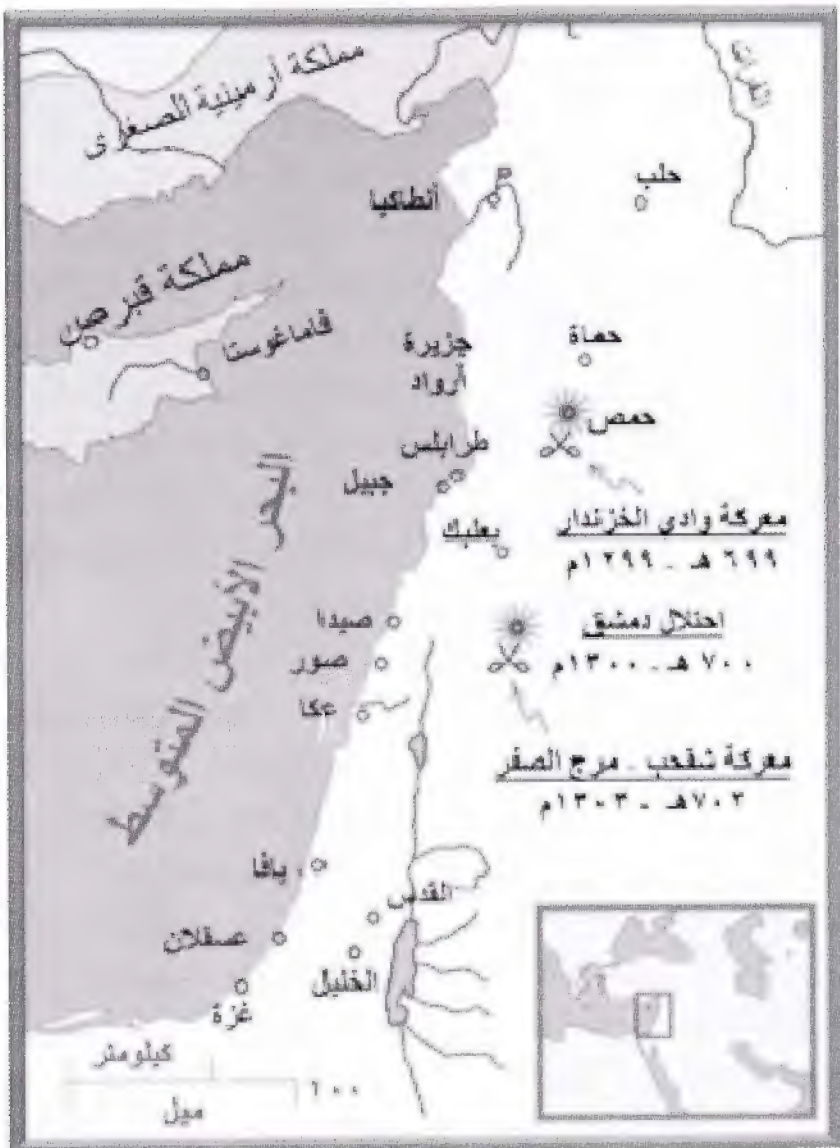 مملكة أرمينية الصغرى
الفرات
حلب
أنطاكيا
مملكة قبرص
فاماغوستا
جزيرة
أرواد
حماة
حمص
طرابلس
جبيل
البحر الأبيض المتوسط
معركة وادي الخزندار
٦٩٩ هـ - ١٢٩٩م
بعلبك
احتلال دمشق
٧٠٠ هـ - ١٣٠٠م
صيدا
صور
عكا
معركة شقحب - مرج الصفر
٧٠٢هـ - ١٣٠٣م
يافا
القدس
عسقلان
الخليل
غزة
كيلومتر
١٠٠
ميل